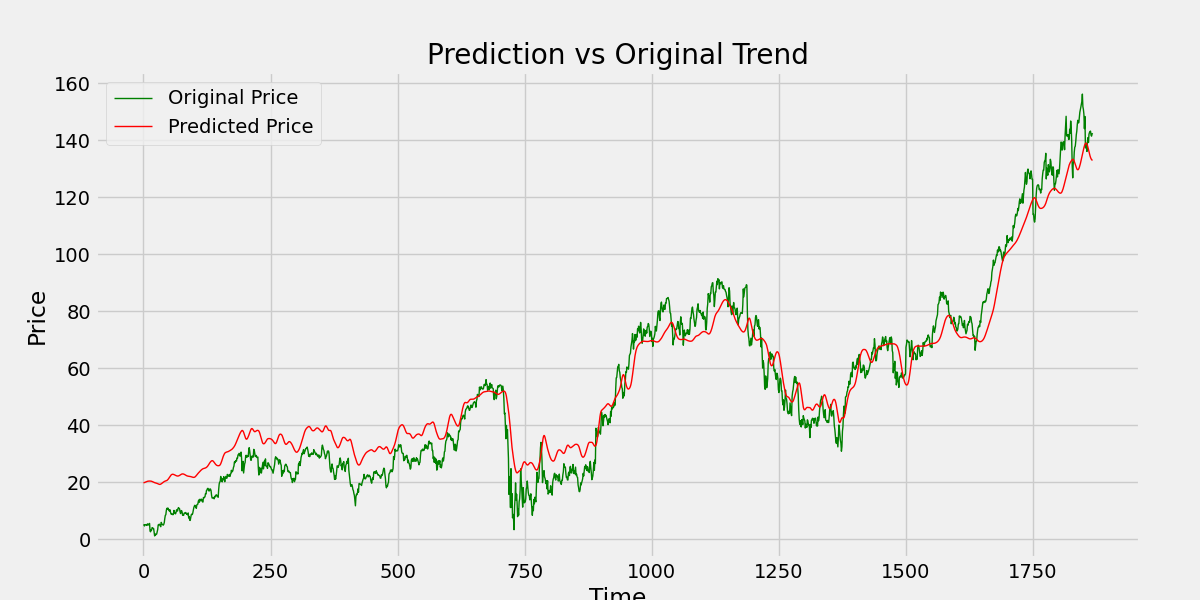 Prediction vs Original Trend
Original Price
Predicted Price
Price
160
140
120
100
80
60
40
20
0
0 250 500 750 1000 1250 1500 1750
Time